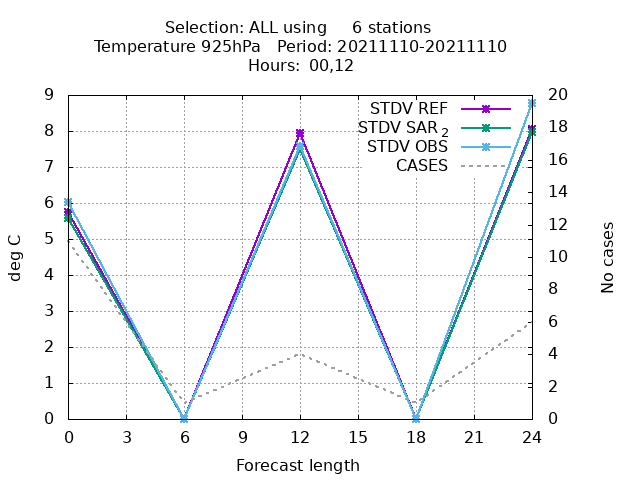 Selection: ALL using 6 stations
Temperature 925hPa Period: 20211110-20211110
Hours: 00,12
STDV REF
STDV SAR 2
STDV OBS
CASES
deg C
No cases
9
8
7
6
5
4
3
2
1
0
20
18
16
14
12
10
8
6
4
2
0
0 3 6 9 12 15 18 21 24
Forecast length